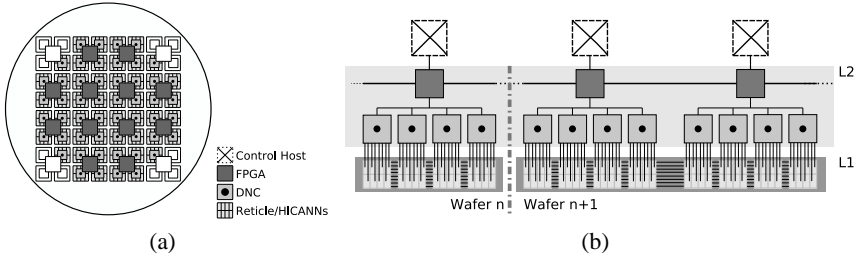 Control Host
FPGA
DNC
Reticle/HICANNs
(a)
L2
L1
Wafer n
Wafer n+1
(b)